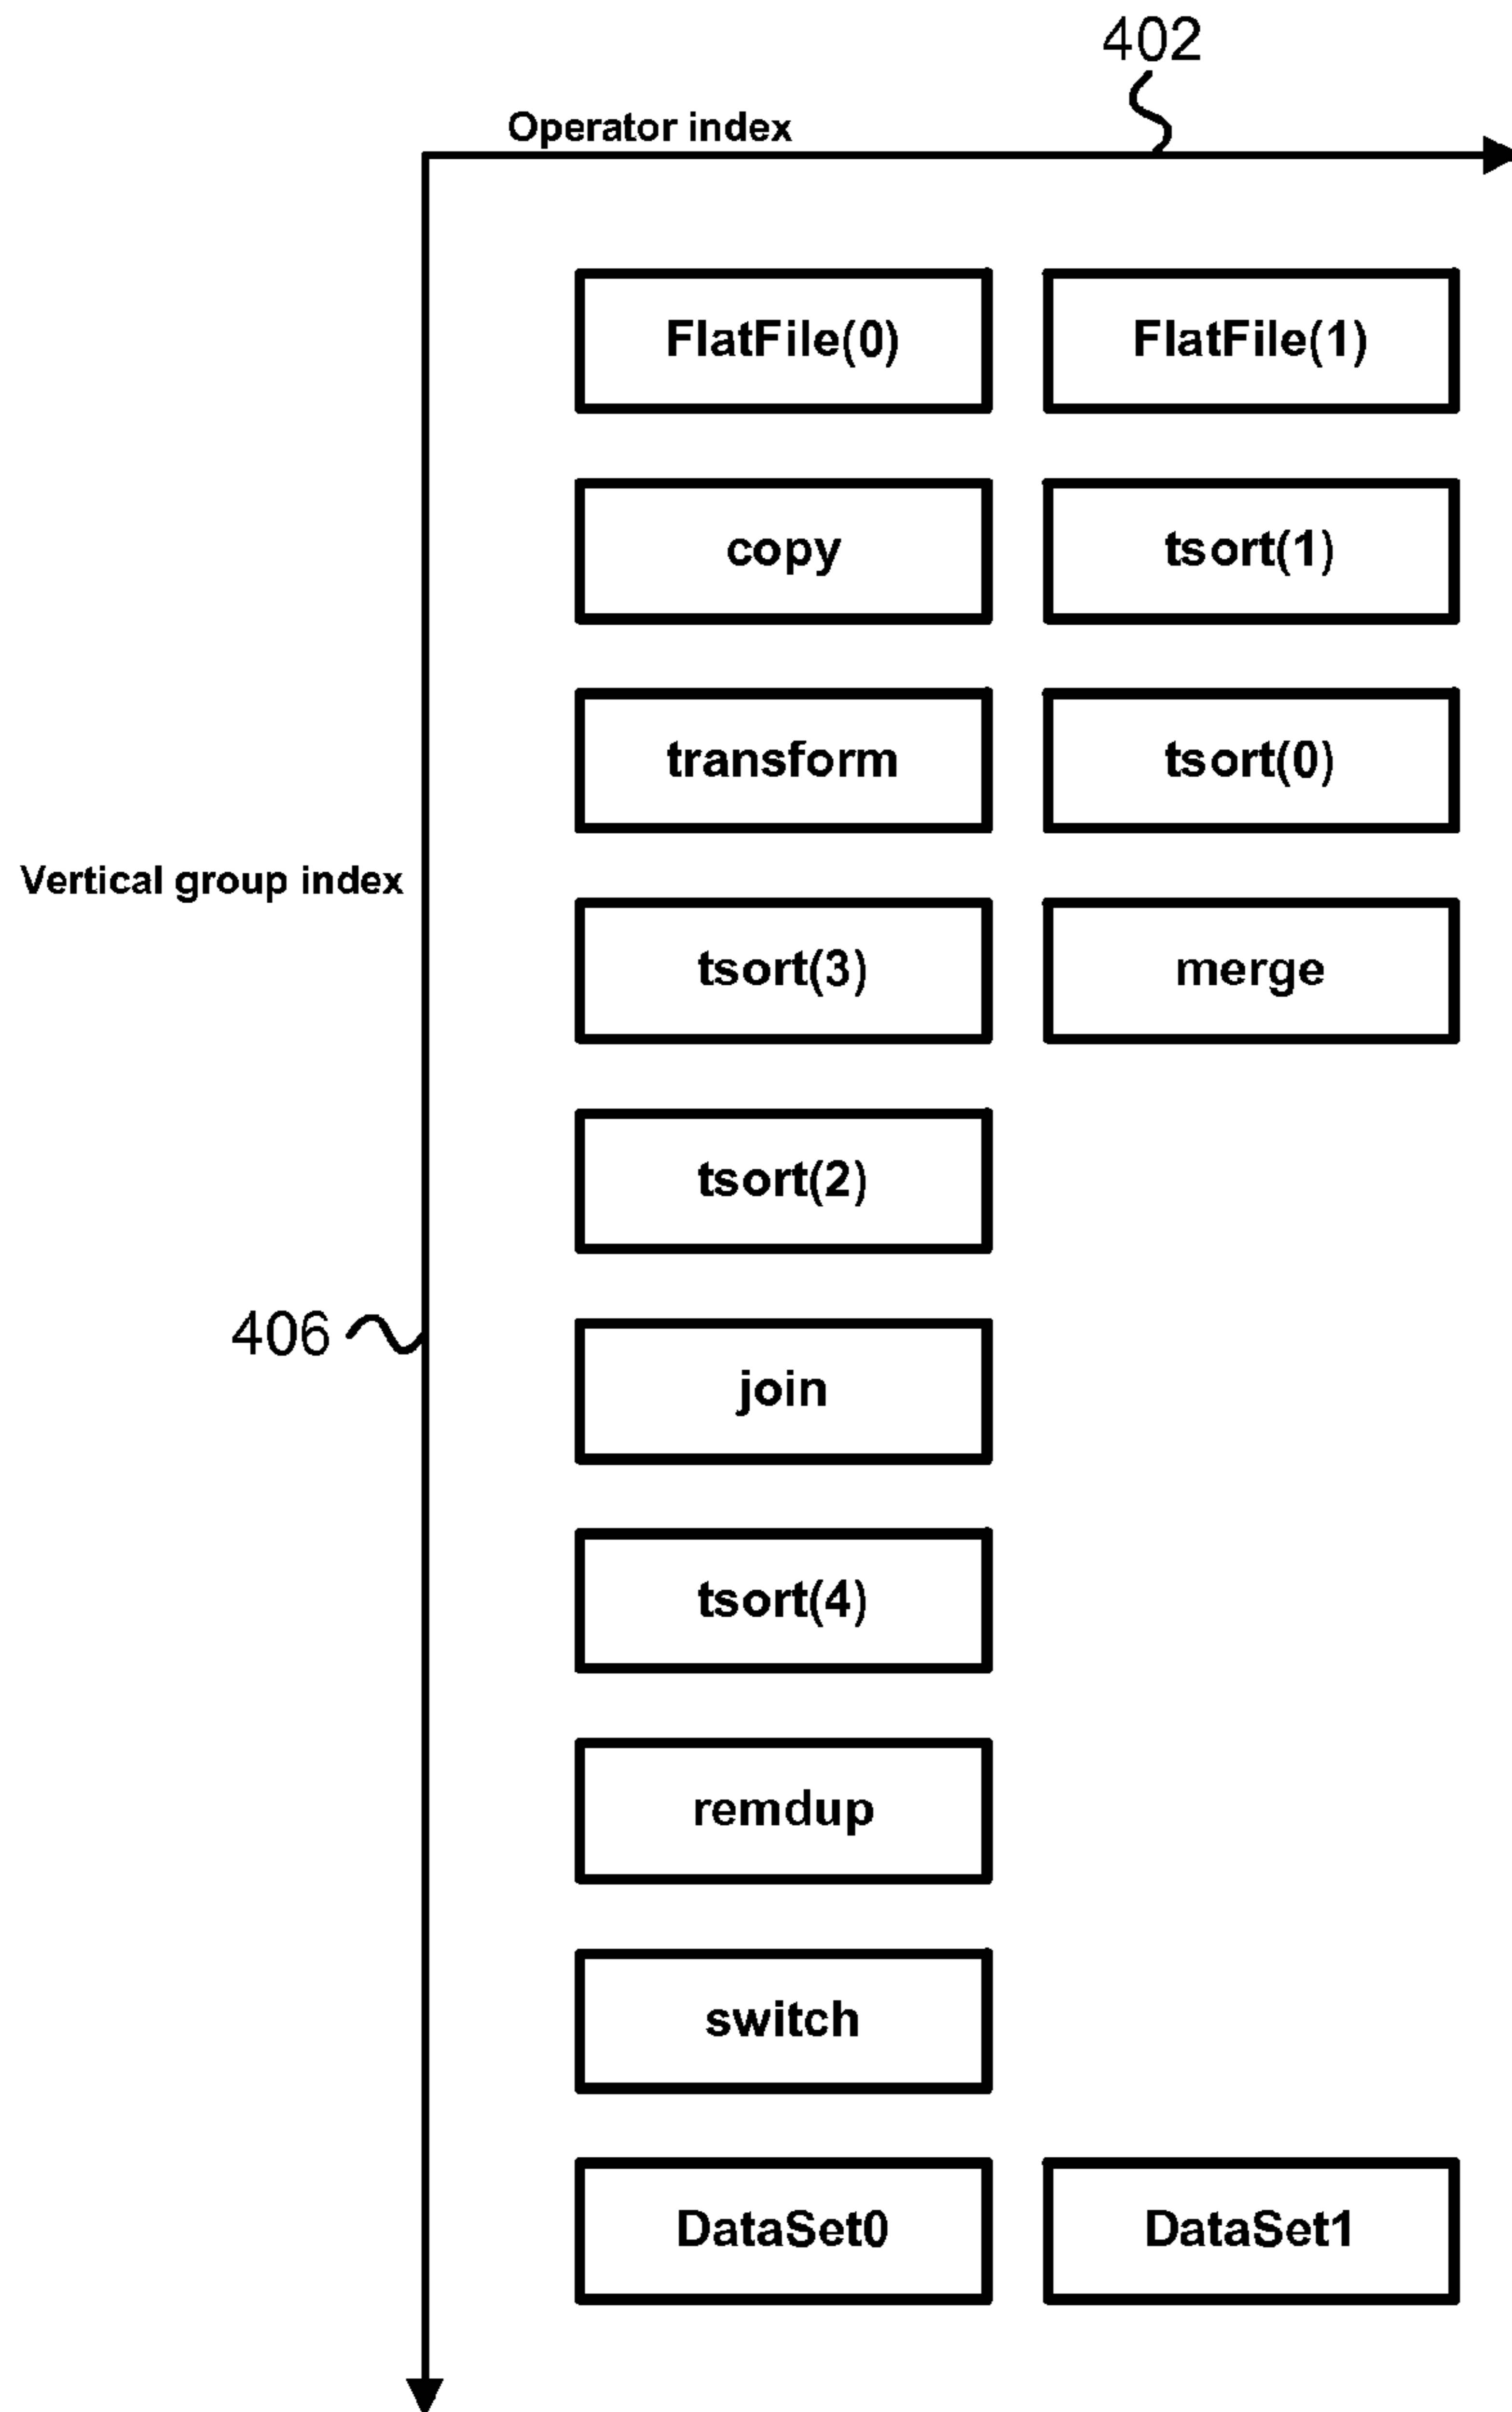 402
Operator index
FlatFile(0) FlatFile(1)
copy tsort(1)
transform tsort(0)
Vertical group index
tsort(3) merge
tsort(2)
406
join
tsort(4)
remdup
switch
DataSet0 DataSet1